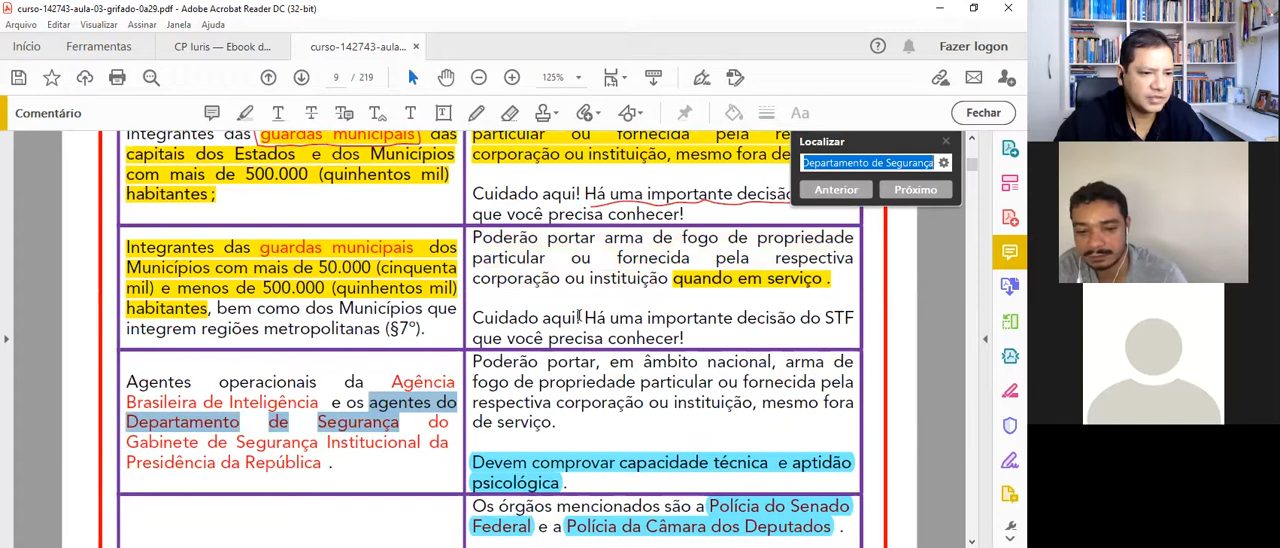 curso-142743-aula-03-grifado-0a29.pdf - Adobe Acrobat Reader DC (32-bit)
Arquivo Editar Visualizar Assinar Janela Ajuda
Início Ferramentas CP Iuris – Ebook d... curso-142743-aula... × Fazer logon
9 / 219 125%
Comentário Fechar
Integrantes das guardas municipais das
capitais dos Estados e dos Municípios
com mais de 500.000 (quinhentos mil)
habitantes;
particular ou fornecida pela
corporação ou instituição, mesmo fora de
Cuidado aqui! Há uma importante decisão
que você precisa conhecer!
Localizar
Departamento de Segurança
Anterior Próximo
Integrantes das guardas municipais dos
Municípios com mais de 50.000 (cinquenta
mil) e menos de 500.000 (quinhentos mil)
habitantes, bem como dos Municípios que
integrem regiões metropolitanas (§7º).
Poderão portar arma de fogo de propriedade
particular ou fornecida pela respectiva
corporação ou instituição quando em serviço.
Cuidado aqui! Há uma importante decisão do STF
que você precisa conhecer!
Agentes operacionais da Agência
Brasileira de Inteligência e os agentes do
Departamento de Segurança do
Gabinete de Segurança Institucional da
Presidência da República.
Poderão portar, em âmbito nacional, arma de
fogo de propriedade particular ou fornecida pela
respectiva corporação ou instituição, mesmo fora
de serviço.
Devem comprovar capacidade técnica e aptidão
psicológica.
Os órgãos mencionados são a Polícia do Senado
Federal e a Polícia da Câmara dos Deputados.